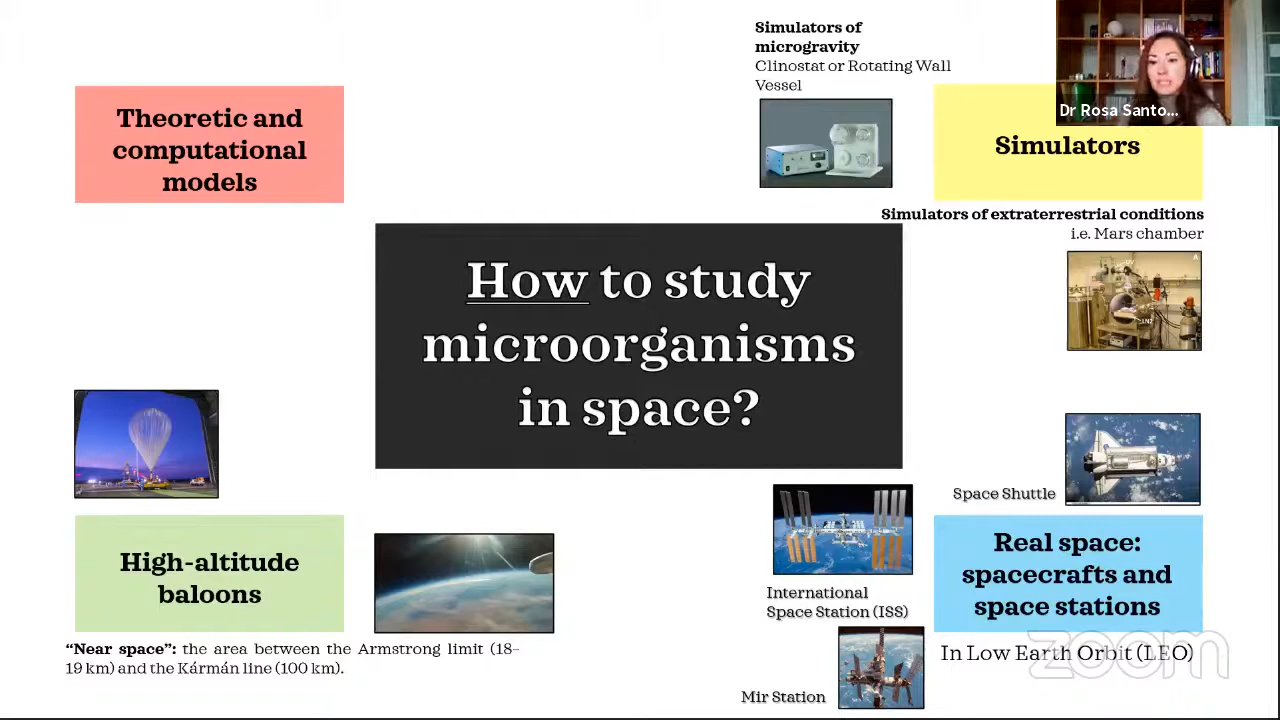 Simulators of
microgravity
Clinostat or Rotating Wall
Vessel
Dr Rosa Santo...
Theoretic and
computational
models
Simulators
Simulators of extraterrestrial conditions
i.e. Mars chamber
A
UV
LN2
How to study
microorganisms
in space?
Space Shuttle
High-altitude
baloons
"Near space": the area between the Armstrong limit (18–
19 km) and the Kármán line (100 km).
International
Space Station (ISS)
Mir Station
Real space:
spacecrafts and
space stations
In Low Earth Orbit (LEO)
zoom